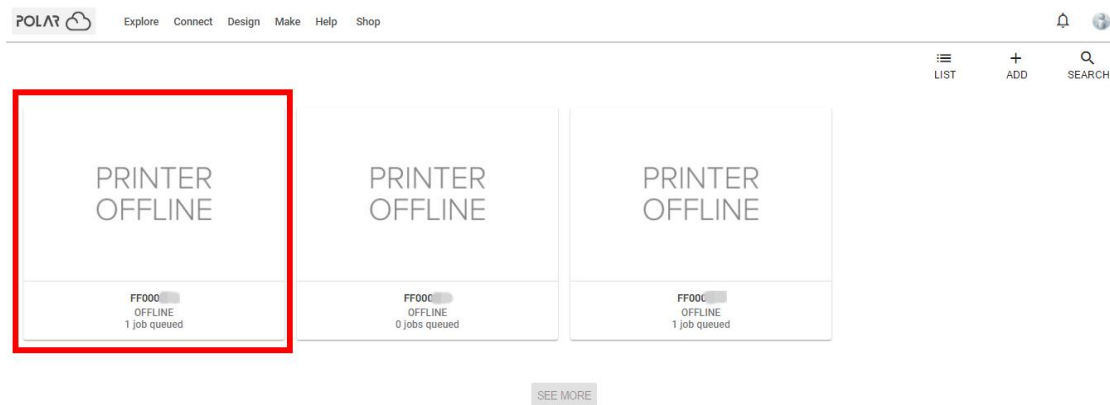 POLAR Explore Connect Design Make Help Shop
LIST ADD SEARCH
PRINTER
OFFLINE
FF000
OFFLINE
1 job queued
PRINTER
OFFLINE
FF000
OFFLINE
0 jobs queued
PRINTER
OFFLINE
FF000
OFFLINE
1 job queued
SEE MORE